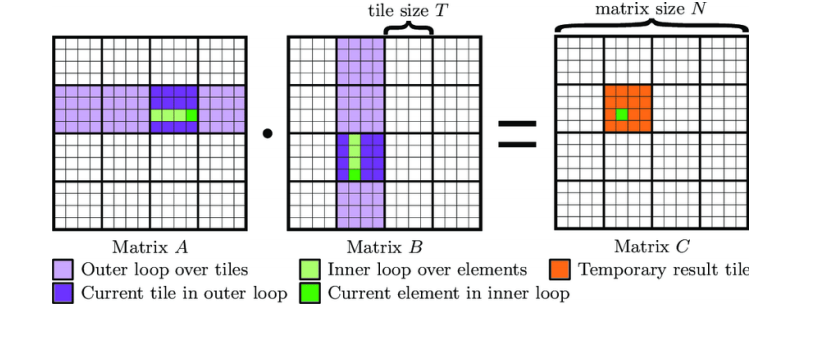 tile size T
matrix size N
Matrix A
Matrix B
Matrix C
Outer loop over tiles
Inner loop over elements
Temporary result tile
Current tile in outer loop
Current element in inner loop